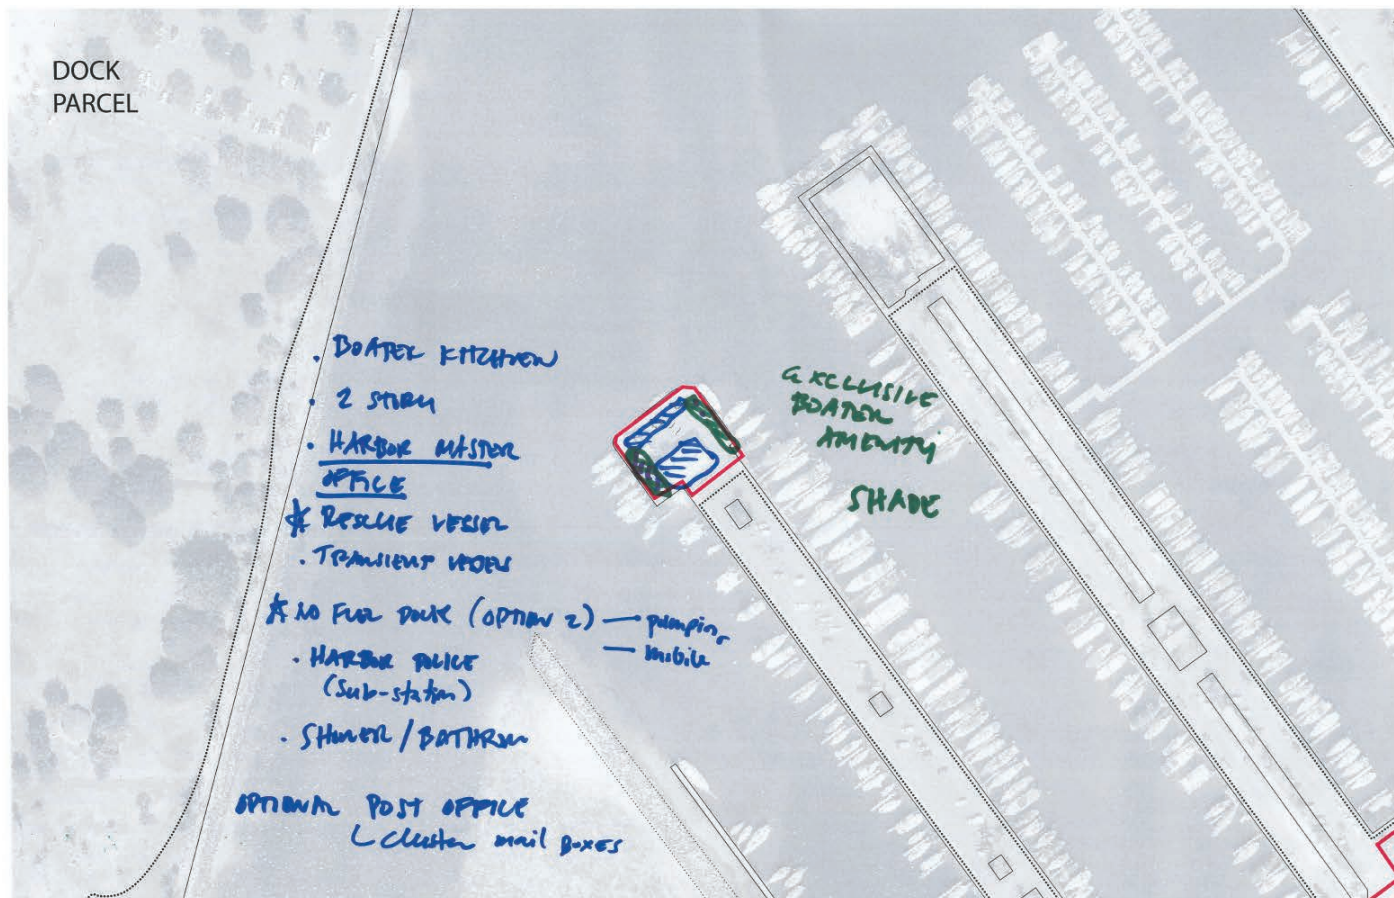 DOCK
PARCEL
. BOATER KITCHEN
. 2 STORY
. HARBOR MASTER
OFFICE
RESCUE VESSEL
. TRANSIENT VESSELS
NO FUEL DOCK (OPTION 2) — pumping
— mobile
. HARBOR POLICE
(Sub-station)
. SHOWER / BATHROOM
OPTIONAL POST OFFICE
cluster mail boxes
EXCLUSIVE
BOATER
AMENITY
SHADE